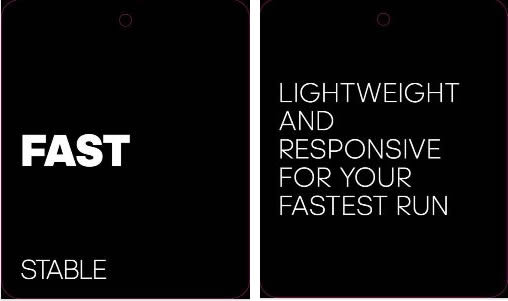 FAST
STABLE
LIGHTWEIGHT
AND
RESPONSIVE
FOR YOUR
FASTEST RUN